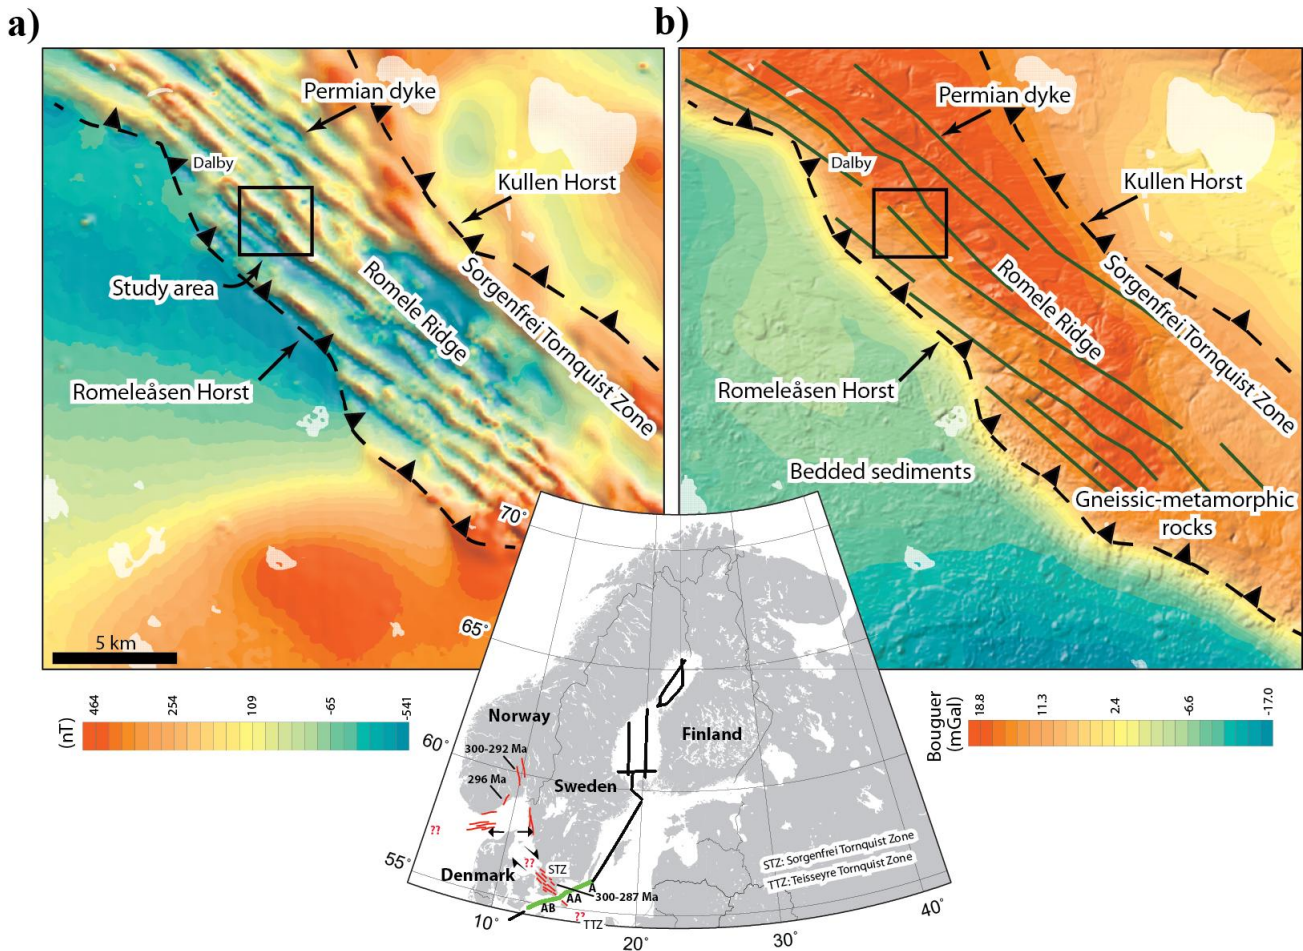 a)
Permian dyke
Dalby
Kullen Horst
Study area
Romele Ridge
Sorgenfrei Tornquist Zone
Romeleåsen Horst
5 km
b)
Permian dyke
Dalby
Kullen Horst
Romele Ridge
Sorgenfrei Tornquist Zone
Romeleåsen Horst
Bedded sediments
Gneissic-metamorphic
rocks
(nT)
464
254
109
-65
-541
Bouquer
(mGal)
18.8
11.3
2.4
-6.6
-17.0
70°
65°
60°
55°
10°
20°
30°
40°
Norway
300-292 Ma
296 Ma
Finland
Sweden
??
??
STZ
Denmark
A
300-287 Ma
AA
AB
??
TTZ
STZ: Sorgenfrei Tornquist Zone
TTZ: Teisseyre Tornquist Zone